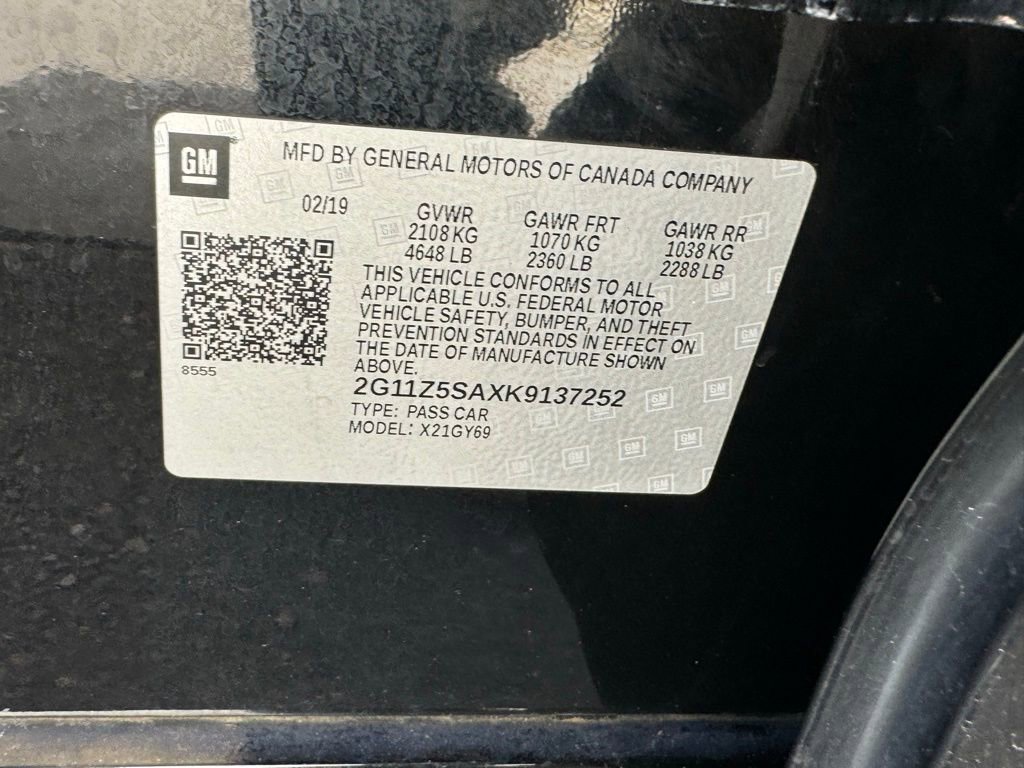 GM
MFD BY GENERAL MOTORS OF CANADA COMPANY
02/19 GVWR GAWR FRT GAWR RR
2108 KG 1070 KG 1038 KG
4648 LB 2360 LB 2288 LB
THIS VEHICLE CONFORMS TO ALL
APPLICABLE U.S. FEDERAL MOTOR
VEHICLE SAFETY, BUMPER, AND THEFT
PREVENTION STANDARDS IN EFFECT ON
THE DATE OF MANUFACTURE SHOWN
ABOVE.
8555
2G11Z5SAXK9137252
TYPE: PASS CAR
MODEL: X21GY69